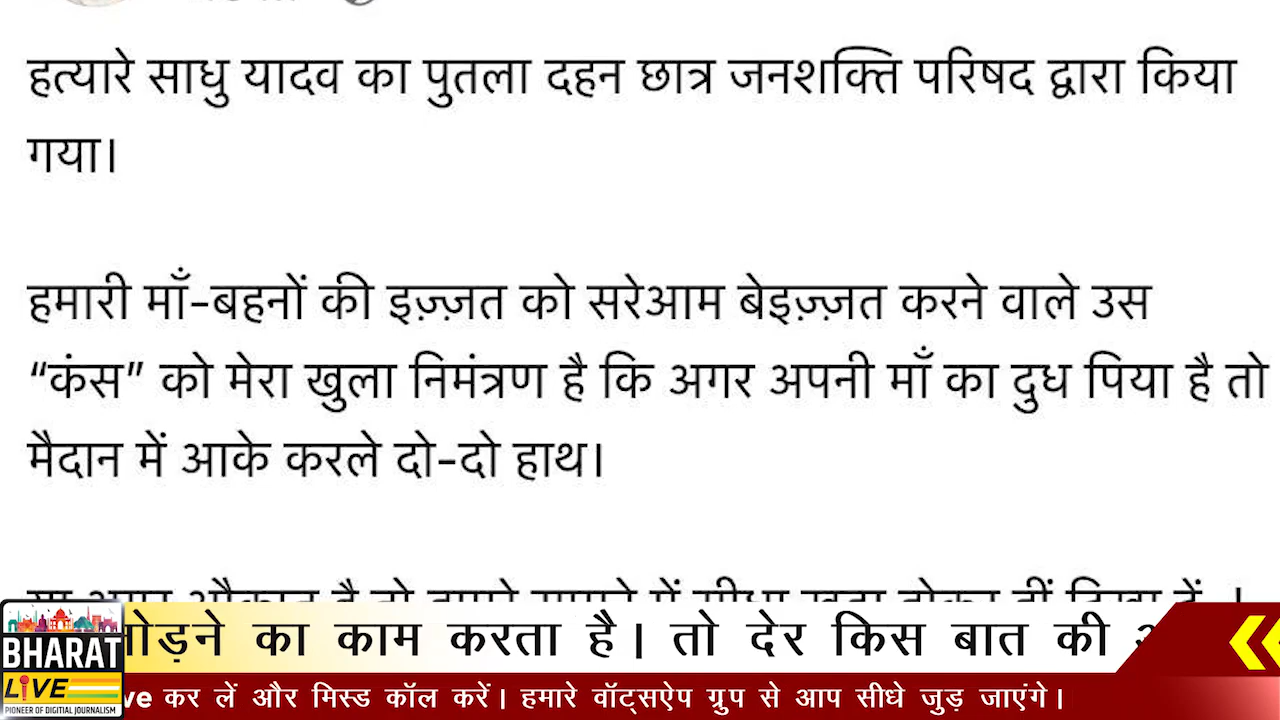 हत्यारे साधु यादव का पुतला दहन छात्र जनशक्ति परिषद द्वारा किया
गया।
हमारी माँ-बहनों की इज़्ज़त को सरेआम बेइज़्ज़त करने वाले उस
“कंस” को मेरा खुला निमंत्रण है कि अगर अपनी माँ का दुध पिया है तो
मैदान में आके करले दो-दो हाथ।
का काम करता है। तो देर किस बात की
BHARAT
LIVE
PIONEER OF DIGITIAL JOURNALISM
ve कर लें और मिस्ड कॉल करें। हमारे वॉट्सऐप ग्रुप से आप सीधे जुड़ जाएंगे।